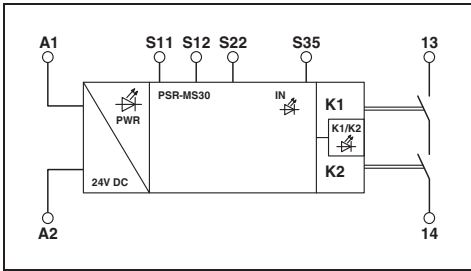 A1 S11 S12 S22 S35 13
PSR-MS30 IN K1
PWR K1/K2
24V DC K2
A2 14